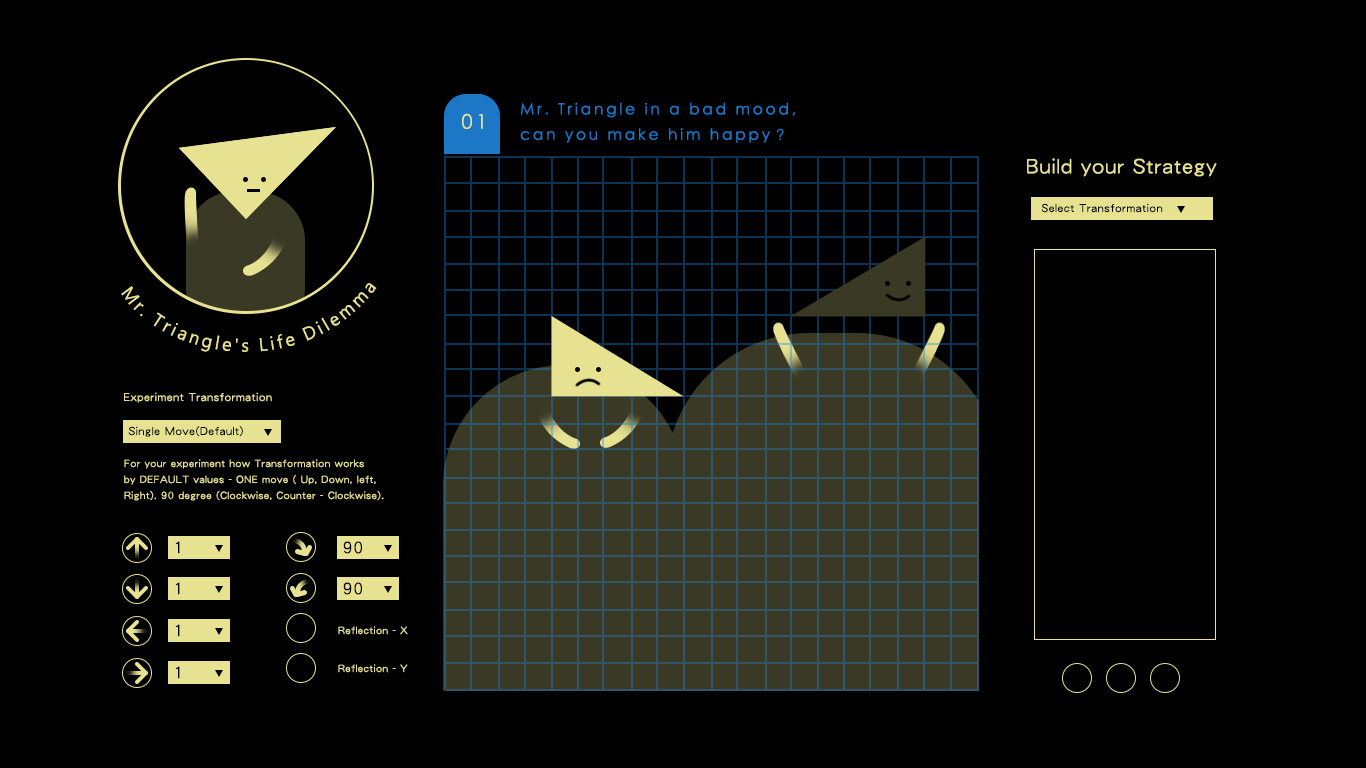 Mr. Triangle's Life Dilemma
01
Mr. Triangle in a bad mood,
can you make him happy?
Build your Strategy
Select Transformation
Experiment Transformation
Single Move(Default)
For your experiment how Transformation works
by DEFAULT values - ONE move ( Up, Down, left,
Right). 90 degree (Clockwise, Counter - Clockwise).
1
90
1
90
1
Reflection - X
1
Reflection - Y